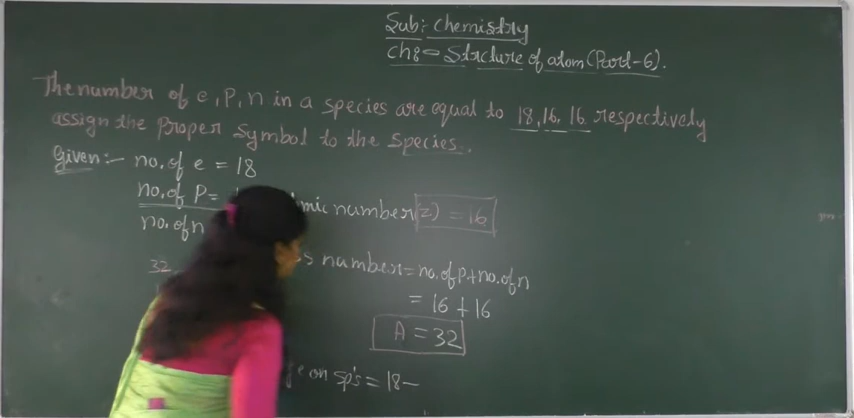 Sub: Chemistry
Ch: Structure of atom (Part-6).
The number of e, P, n in a species are equal to 18, 16, 16 respectively
assign the Proper Symbol to the Species.
Given:- no. of e = 18
no. of P = number (Z) = 16
no. of n
number = no. of P + no. of n
32
= 16 + 16
A = 32
on sp's = 18 -